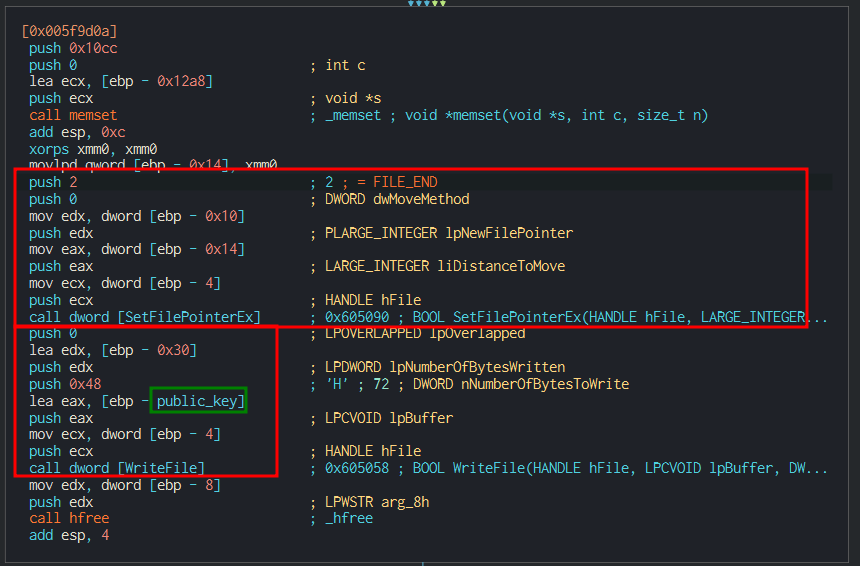 [0x005f9d0a]
push 0x10cc
push 0 ; int c
lea ecx, [ebp - 0x12a8]
push ecx ; void *s
call memset ; _memset ; void *memset(void *s, int c, size_t n)
add esp, 0xc
xorps xmm0, xmm0
movlpd qword [ebp - 0x14], xmm0
push 2 ; 2 ; = FILE_END
push 0 ; DWORD dwMoveMethod
mov edx, dword [ebp - 0x10]
push edx ; PLARGE_INTEGER lpNewFilePointer
mov eax, dword [ebp - 0x14]
push eax ; LARGE_INTEGER liDistanceToMove
mov ecx, dword [ebp - 4]
push ecx ; HANDLE hFile
call dword [SetFilePointerEx] ; 0x605090 ; BOOL SetFilePointerEx(HANDLE hFile, LARGE_INTEGER...
push 0 ; LPOVERLAPPED lpOverlapped
lea edx, [ebp - 0x30]
push edx ; LPDWORD lpNumberOfBytesWritten
push 0x48 ; 'H' ; 72 ; DWORD nNumberOfBytesToWrite
lea eax, [ebp - public_key]
push eax ; LPCVOID lpBuffer
mov ecx, dword [ebp - 4]
push ecx ; HANDLE hFile
call dword [WriteFile] ; 0x605058 ; BOOL WriteFile(HANDLE hFile, LPCVOID lpBuffer, DW...
mov edx, dword [ebp - 8]
push edx ; LPWSTR arg_8h
call hfree ; _hfree
add esp, 4